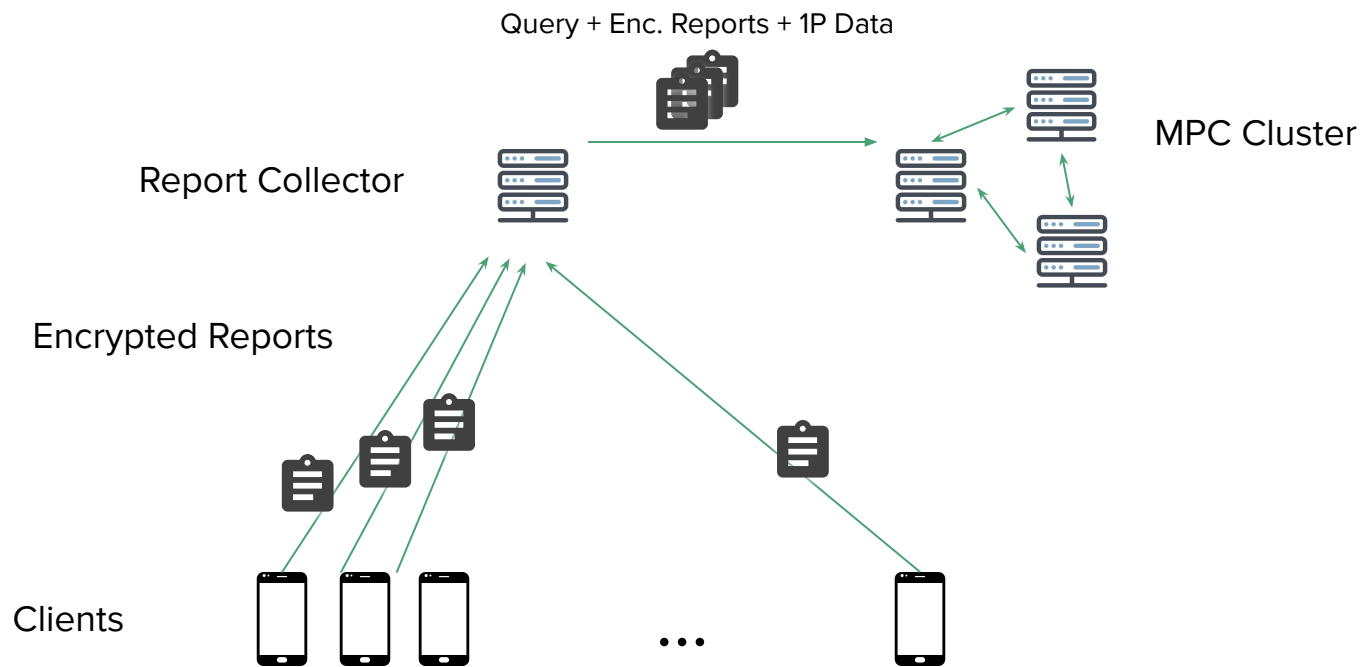 Query + Enc. Reports + 1P Data
MPC Cluster
Report Collector
Encrypted Reports
Clients
...